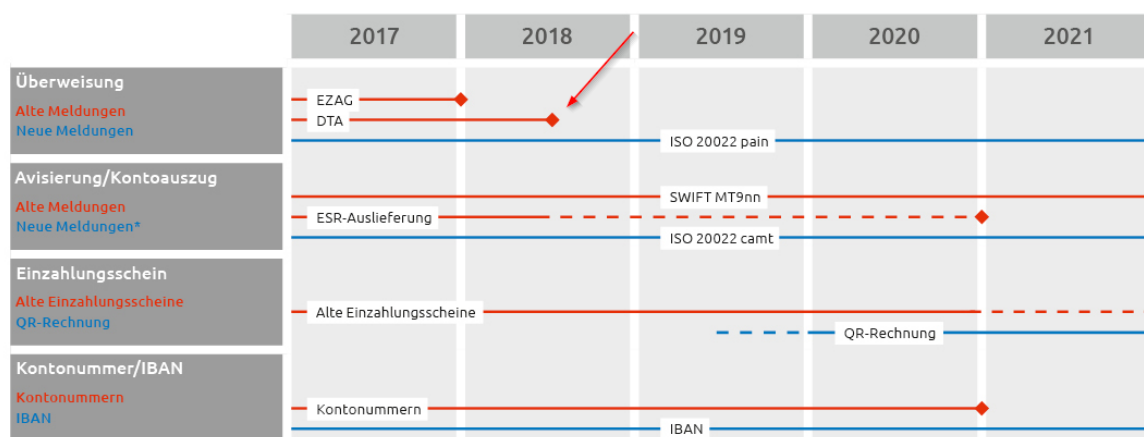 2017 2018 2019 2020 2021
Überweisung
Alte Meldungen
Neue Meldungen
EZAG
DTA
ISO 20022 pain
Avisierung/Kontoauszug
Alte Meldungen
Neue Meldungen*
SWIFT MT9nn
ESR-Auslieferung
ISO 20022 camt
Einzahlungsschein
Alte Einzahlungsscheine
QR-Rechnung
Alte Einzahlungsscheine
QR-Rechnung
Kontonummer/IBAN
Kontonummern
IBAN
Kontonummern
IBAN